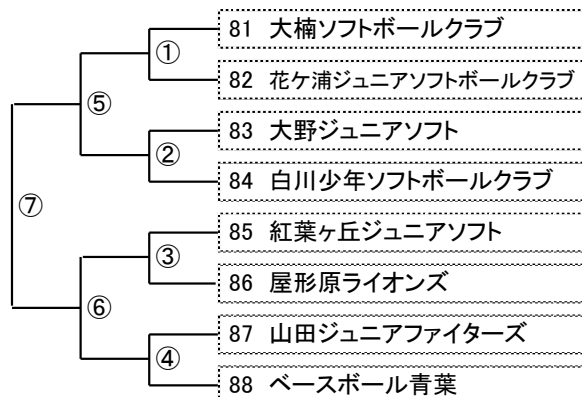 81 大楠ソフトボールクラブ
①
82 花ケ浦ジュニアソフトボールクラブ
⑤
83 大野ジュニアソフト
②
84 白川少年ソフトボールクラブ
⑦
85 紅葉ヶ丘ジュニアソフト
③
86 屋形原ライオンズ
⑥
87 山田ジュニアファイターズ
④
88 ベースボール青葉